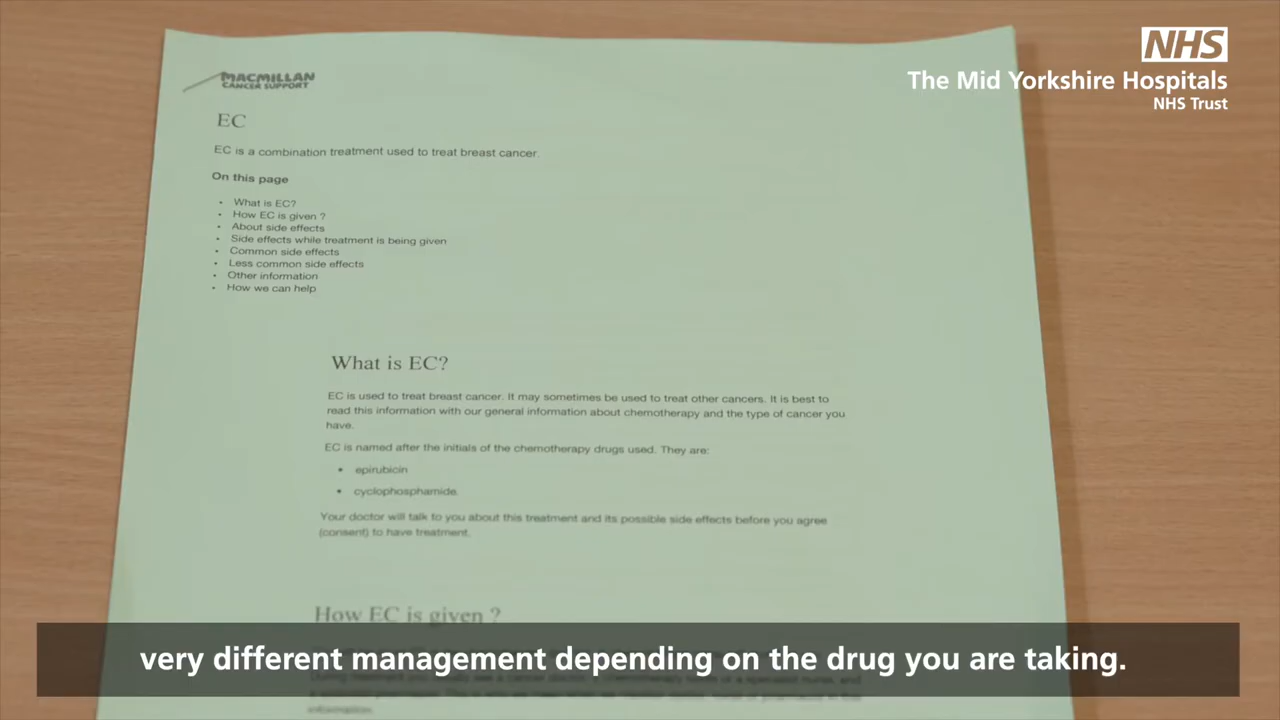 NHS
The Mid Yorkshire Hospitals
NHS Trust
MACMILLAN
CANCER SUPPORT
EC
EC is a combination treatment used to treat breast cancer.
On this page
• What is EC?
• How EC is given ?
• About side effects
• Side effects while treatment is being given
• Common side effects
• Less common side effects
• Other information
• How we can help
What is EC?
EC is used to treat breast cancer. It may sometimes be used to treat other cancers. It is best to
read this information with our general information about chemotherapy and the type of cancer you
have.
EC is named after the initials of the chemotherapy drugs used. They are:
• epirubicin
• cyclophosphamide.
Your doctor will talk to you about this treatment and its possible side effects before you agree
(consent) to have treatment.
How EC is given ?
very different management depending on the drug you are taking.
information.